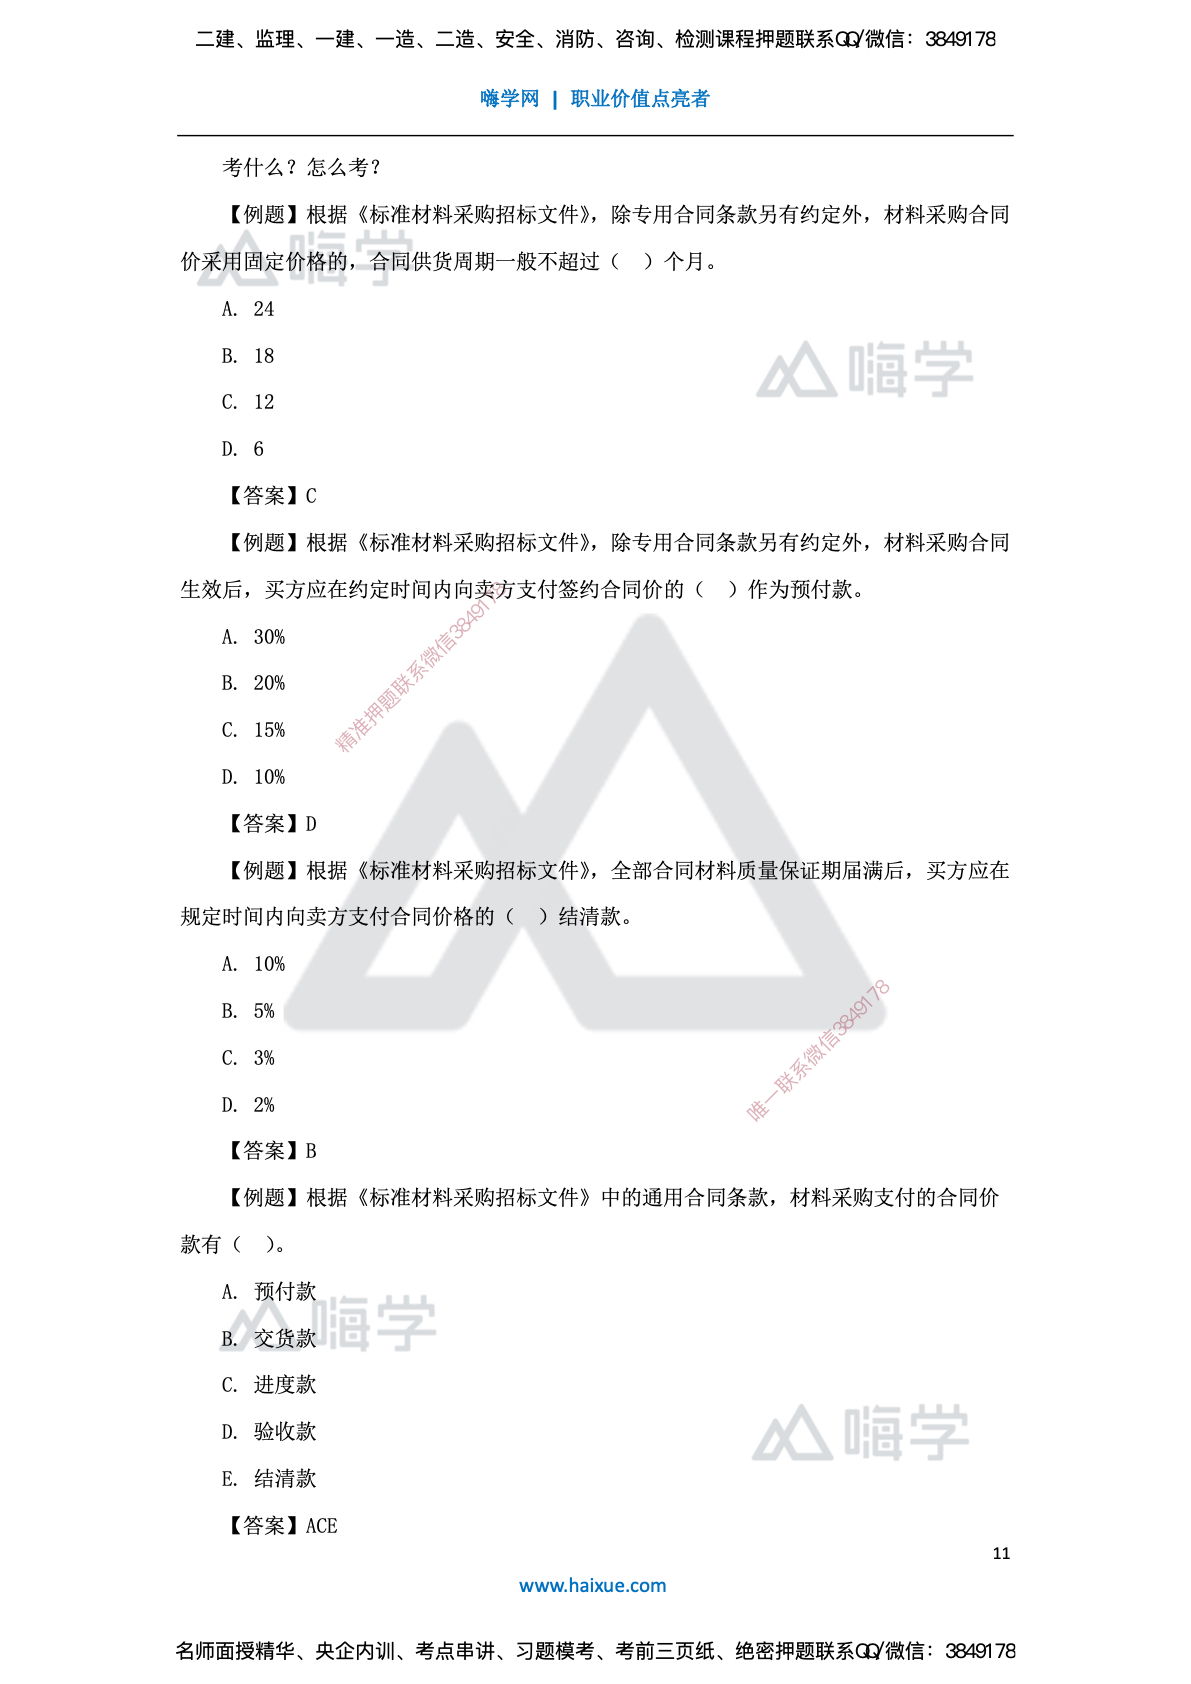 二建、监理、一建、一造、二造、安全、消防、咨询、检测课程押题联系QQ/微信：3849178
嗨学网 | 职业价值点亮者
考什么？怎么考？
【例题】根据《标准材料采购招标文件》，除专用合同条款另有约定外，材料采购合同
价采用固定价格的，合同供货周期一般不超过（　）个月。
嗨学
A. 24
B. 18
嗨学
C. 12
D. 6
【答案】C
【例题】根据《标准材料采购招标文件》，除专用合同条款另有约定外，材料采购合同
生效后，买方应在约定时间内向卖方支付签约合同价的（　）作为预付款。
A. 30%
精准押题联系微信3849178
B. 20%
C. 15%
D. 10%
【答案】D
【例题】根据《标准材料采购招标文件》，全部合同材料质量保证期届满后，买方应在
规定时间内向卖方支付合同价格的（　）结清款。
A. 10%
B. 5%
C. 3%
唯一联系微信3849178
D. 2%
【答案】B
【例题】根据《标准材料采购招标文件》中的通用合同条款，材料采购支付的合同价
款有（　）。
A. 预付款
嗨学
B. 交货款
C. 进度款
D. 验收款
嗨学
E. 结清款
【答案】ACE
11
www.haixue.com
名师面授精华、央企内训、考点串讲、习题模考、考前三页纸、绝密押题联系QQ/微信：3849178